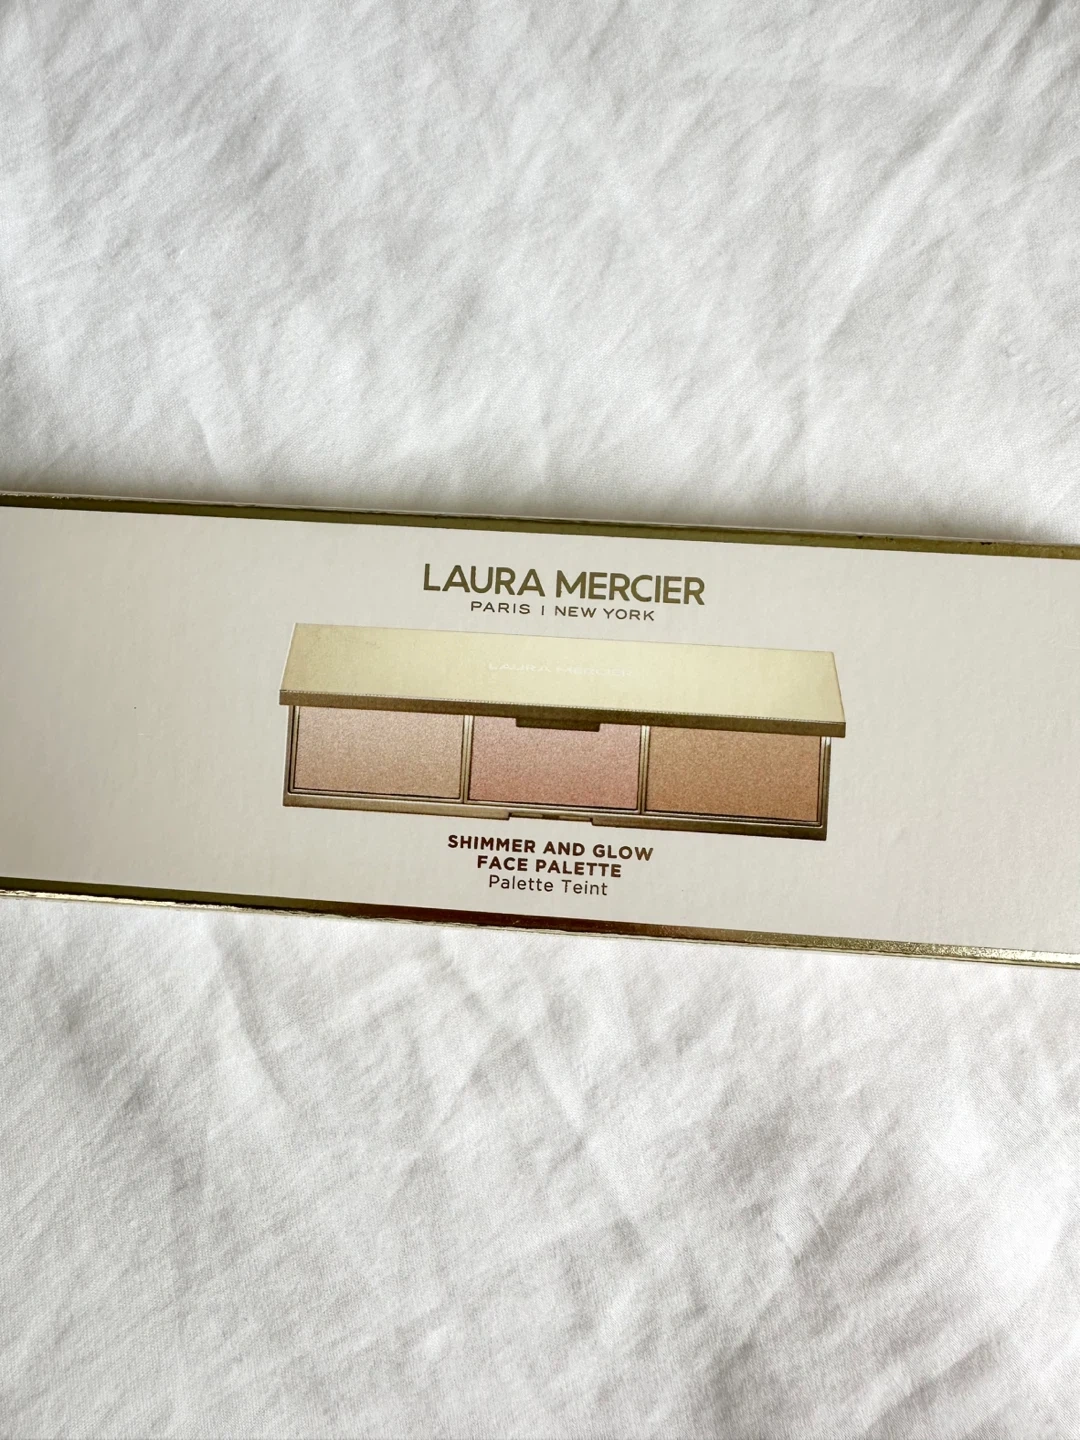 LAURA MERCIER
PARIS | NEW YORK
LAURA MERCIER
SHIMMER AND GLOW
FACE PALETTE
Palette Teint